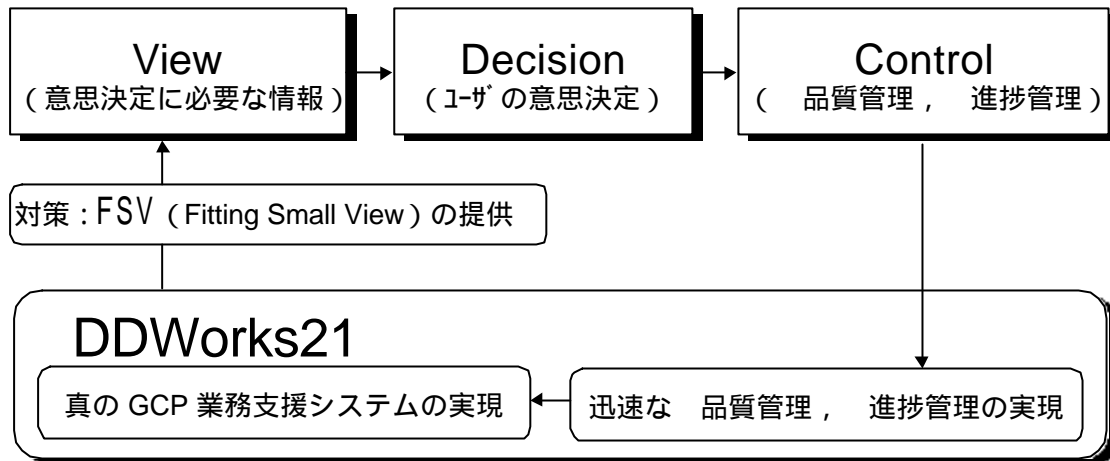 View
（意思決定に必要な情報）
Decision
（ﾕｰｻﾞの意思決定）
Control
（　品質管理，　進捗管理）
対策：FSV（Fitting Small View）の提供
DDWorks21
真の GCP 業務支援システムの実現
迅速な　品質管理，　進捗管理の実現